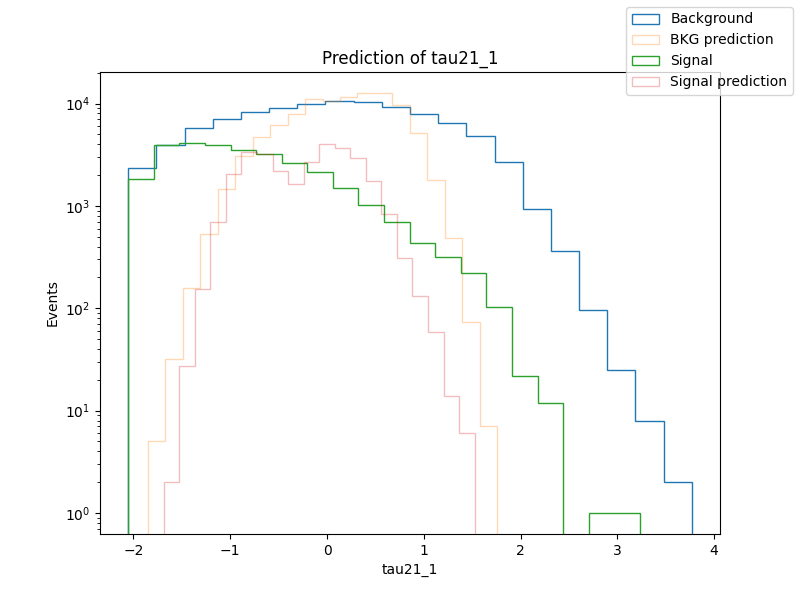 Prediction of tau21_1
Background
BKG prediction
Signal
Signal prediction
Events
10^4
10^3
10^2
10^1
10^0
−2 −1 0 1 2 3 4
tau21_1